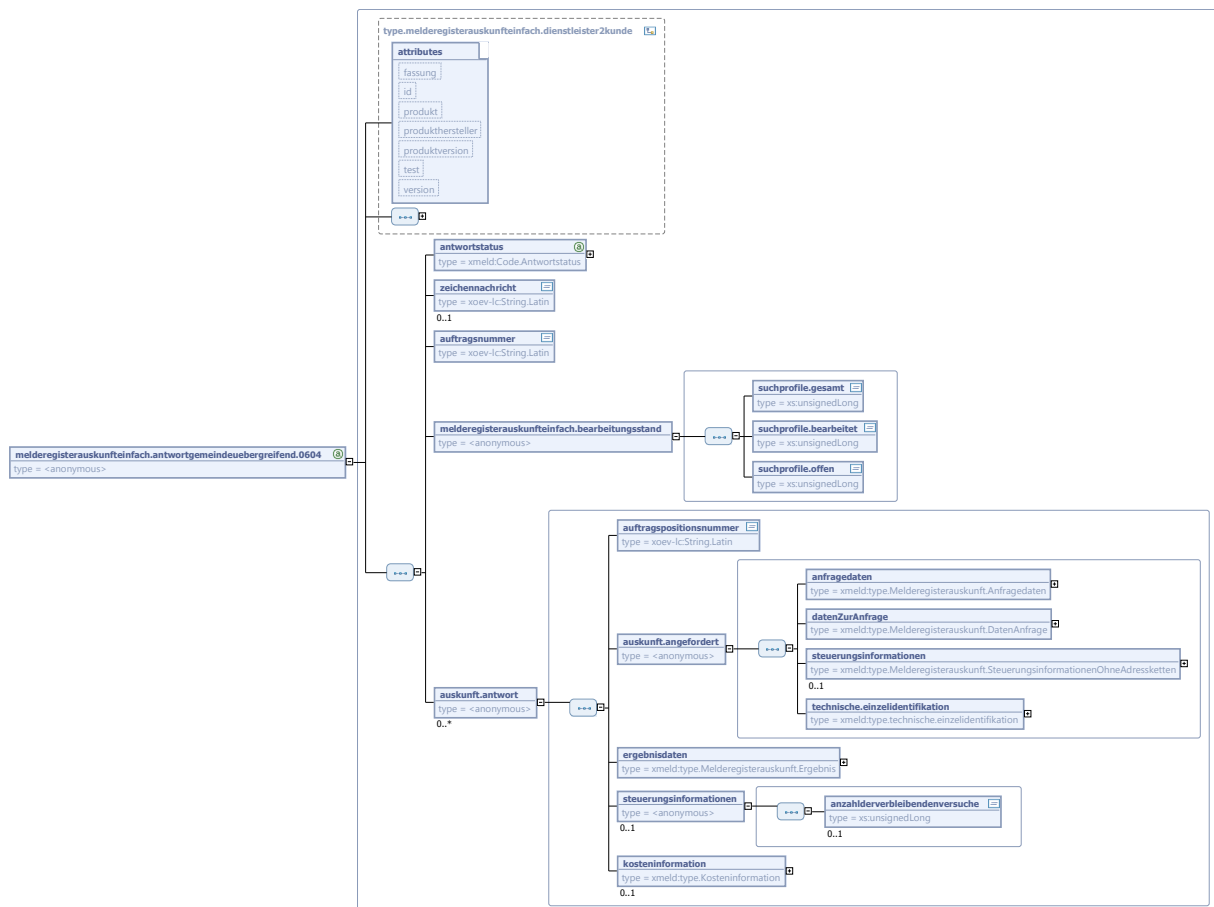 type.melderegisterauskunfteinfach.dienstleister2kunde
attributes
fassung
id
produkt
produkthersteller
produktversion
test
version
antwortstatus
type = xmeld:Code.Antwortstatus
zeichennachricht
type = xoev-lc:String.Latin
0..1
auftragsnummer
type = xoev-lc:String.Latin
melderegisterauskunfteinfach.antwortgemeindeuebergreifend.0604
type = <anonymous>
melderegisterauskunfteinfach.bearbeitungsstand
type = <anonymous>
suchprofile.gesamt
type = xs:unsignedLong
suchprofile.bearbeitet
type = xs:unsignedLong
suchprofile.offen
type = xs:unsignedLong
auskunft.antwort
type = <anonymous>
0..*
auftragspositionsnummer
type = xoev-lc:String.Latin
auskunft.angefordert
type = <anonymous>
anfragedaten
type = xmeld:type.Melderegisterauskunft.Anfragedaten
datenZurAnfrage
type = xmeld:type.Melderegisterauskunft.DatenAnfrage
steuerungsinformationen
type = xmeld:type.Melderegisterauskunft.SteuerungsinformationenOhneAdressketten
0..1
technische.einzelidentifikation
type = xmeld:type.technische.einzelidentifikation
ergebnisdaten
type = xmeld:type.Melderegisterauskunft.Ergebnis
steuerungsinformationen
type = <anonymous>
0..1
anzahlderverbleibendenversuche
type = xs:unsignedLong
0..1
kosteninformation
type = xmeld:type.Kosteninformation
0..1